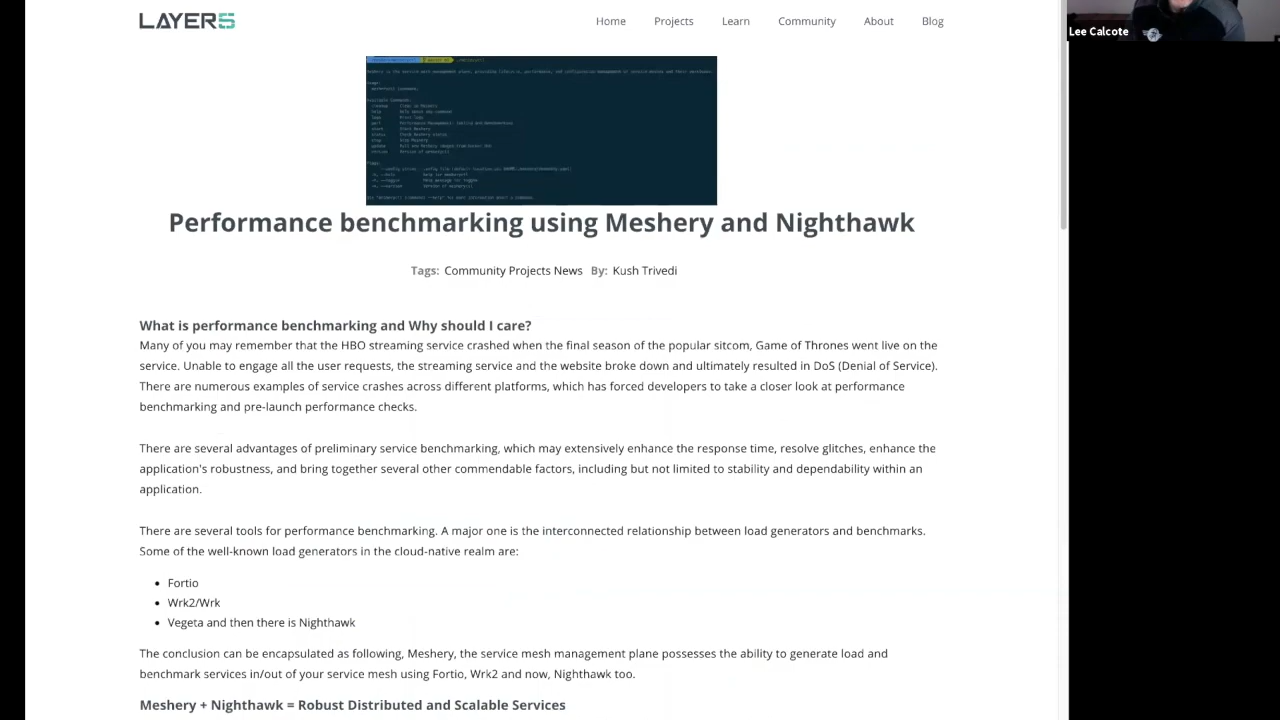 LAYER5
Home Projects Learn Community About Blog
Lee Calcote
Performance benchmarking using Meshery and Nighthawk
Tags: Community Projects News By: Kush Trivedi
What is performance benchmarking and Why should I care?
Many of you may remember that the HBO streaming service crashed when the final season of the popular sitcom, Game of Thrones went live on the
service. Unable to engage all the user requests, the streaming service and the website broke down and ultimately resulted in DoS (Denial of Service).
There are numerous examples of service crashes across different platforms, which has forced developers to take a closer look at performance
benchmarking and pre-launch performance checks.
There are several advantages of preliminary service benchmarking, which may extensively enhance the response time, resolve glitches, enhance the
application's robustness, and bring together several other commendable factors, including but not limited to stability and dependability within an
application.
There are several tools for performance benchmarking. A major one is the interconnected relationship between load generators and benchmarks.
Some of the well-known load generators in the cloud-native realm are:
• Fortio
• Wrk2/Wrk
• Vegeta and then there is Nighthawk
The conclusion can be encapsulated as following, Meshery, the service mesh management plane possesses the ability to generate load and
benchmark services in/out of your service mesh using Fortio, Wrk2 and now, Nighthawk too.
Meshery + Nighthawk = Robust Distributed and Scalable Services